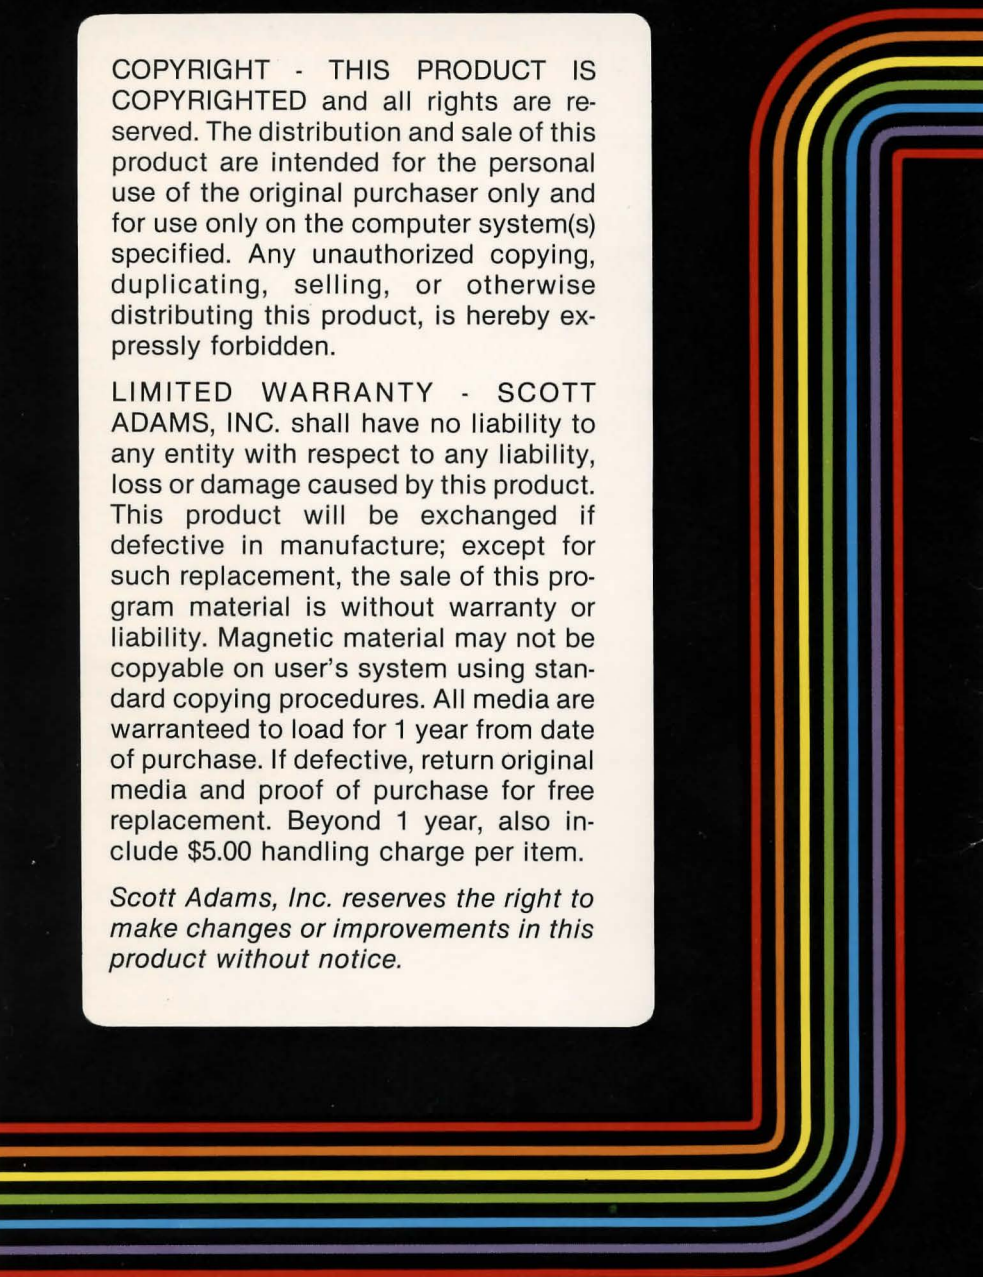 COPYRIGHT - THIS PRODUCT IS
COPYRIGHTED and all rights are re-
served. The distribution and sale of this
product are intended for the personal
use of the original purchaser only and
for use only on the computer system(s)
specified. Any unauthorized copying,
duplicating, selling, or otherwise
distributing this product, is hereby ex-
pressly forbidden.
LIMITED WARRANTY - SCOTT
ADAMS, INC. shall have no liability to
any entity with respect to any liability,
loss or damage caused by this product.
This product will be exchanged if
defective in manufacture; except for
such replacement, the sale of this pro-
gram material is without warranty or
liability. Magnetic material may not be
copyable on user's system using stan-
dard copying procedures. All media are
warranteed to load for 1 year from date
of purchase. If defective, return original
media and proof of purchase for free
replacement. Beyond 1 year, also in-
clude $5.00 handling charge per item.
Scott Adams, Inc. reserves the right to
make changes or improvements in this
product without notice.